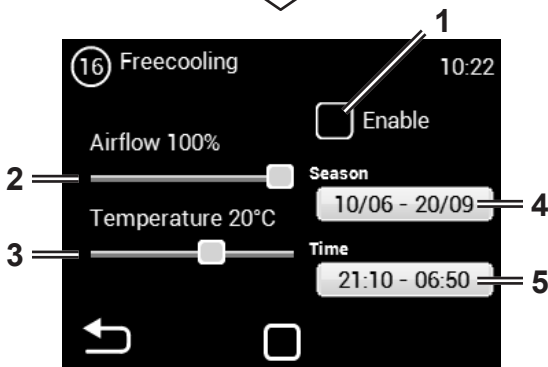 1
16 Freecooling 10:22
Enable
Airflow 100%
2
Season
10/06 - 20/09
4
Temperature 20°C
3
Time
21:10 - 06:50
5